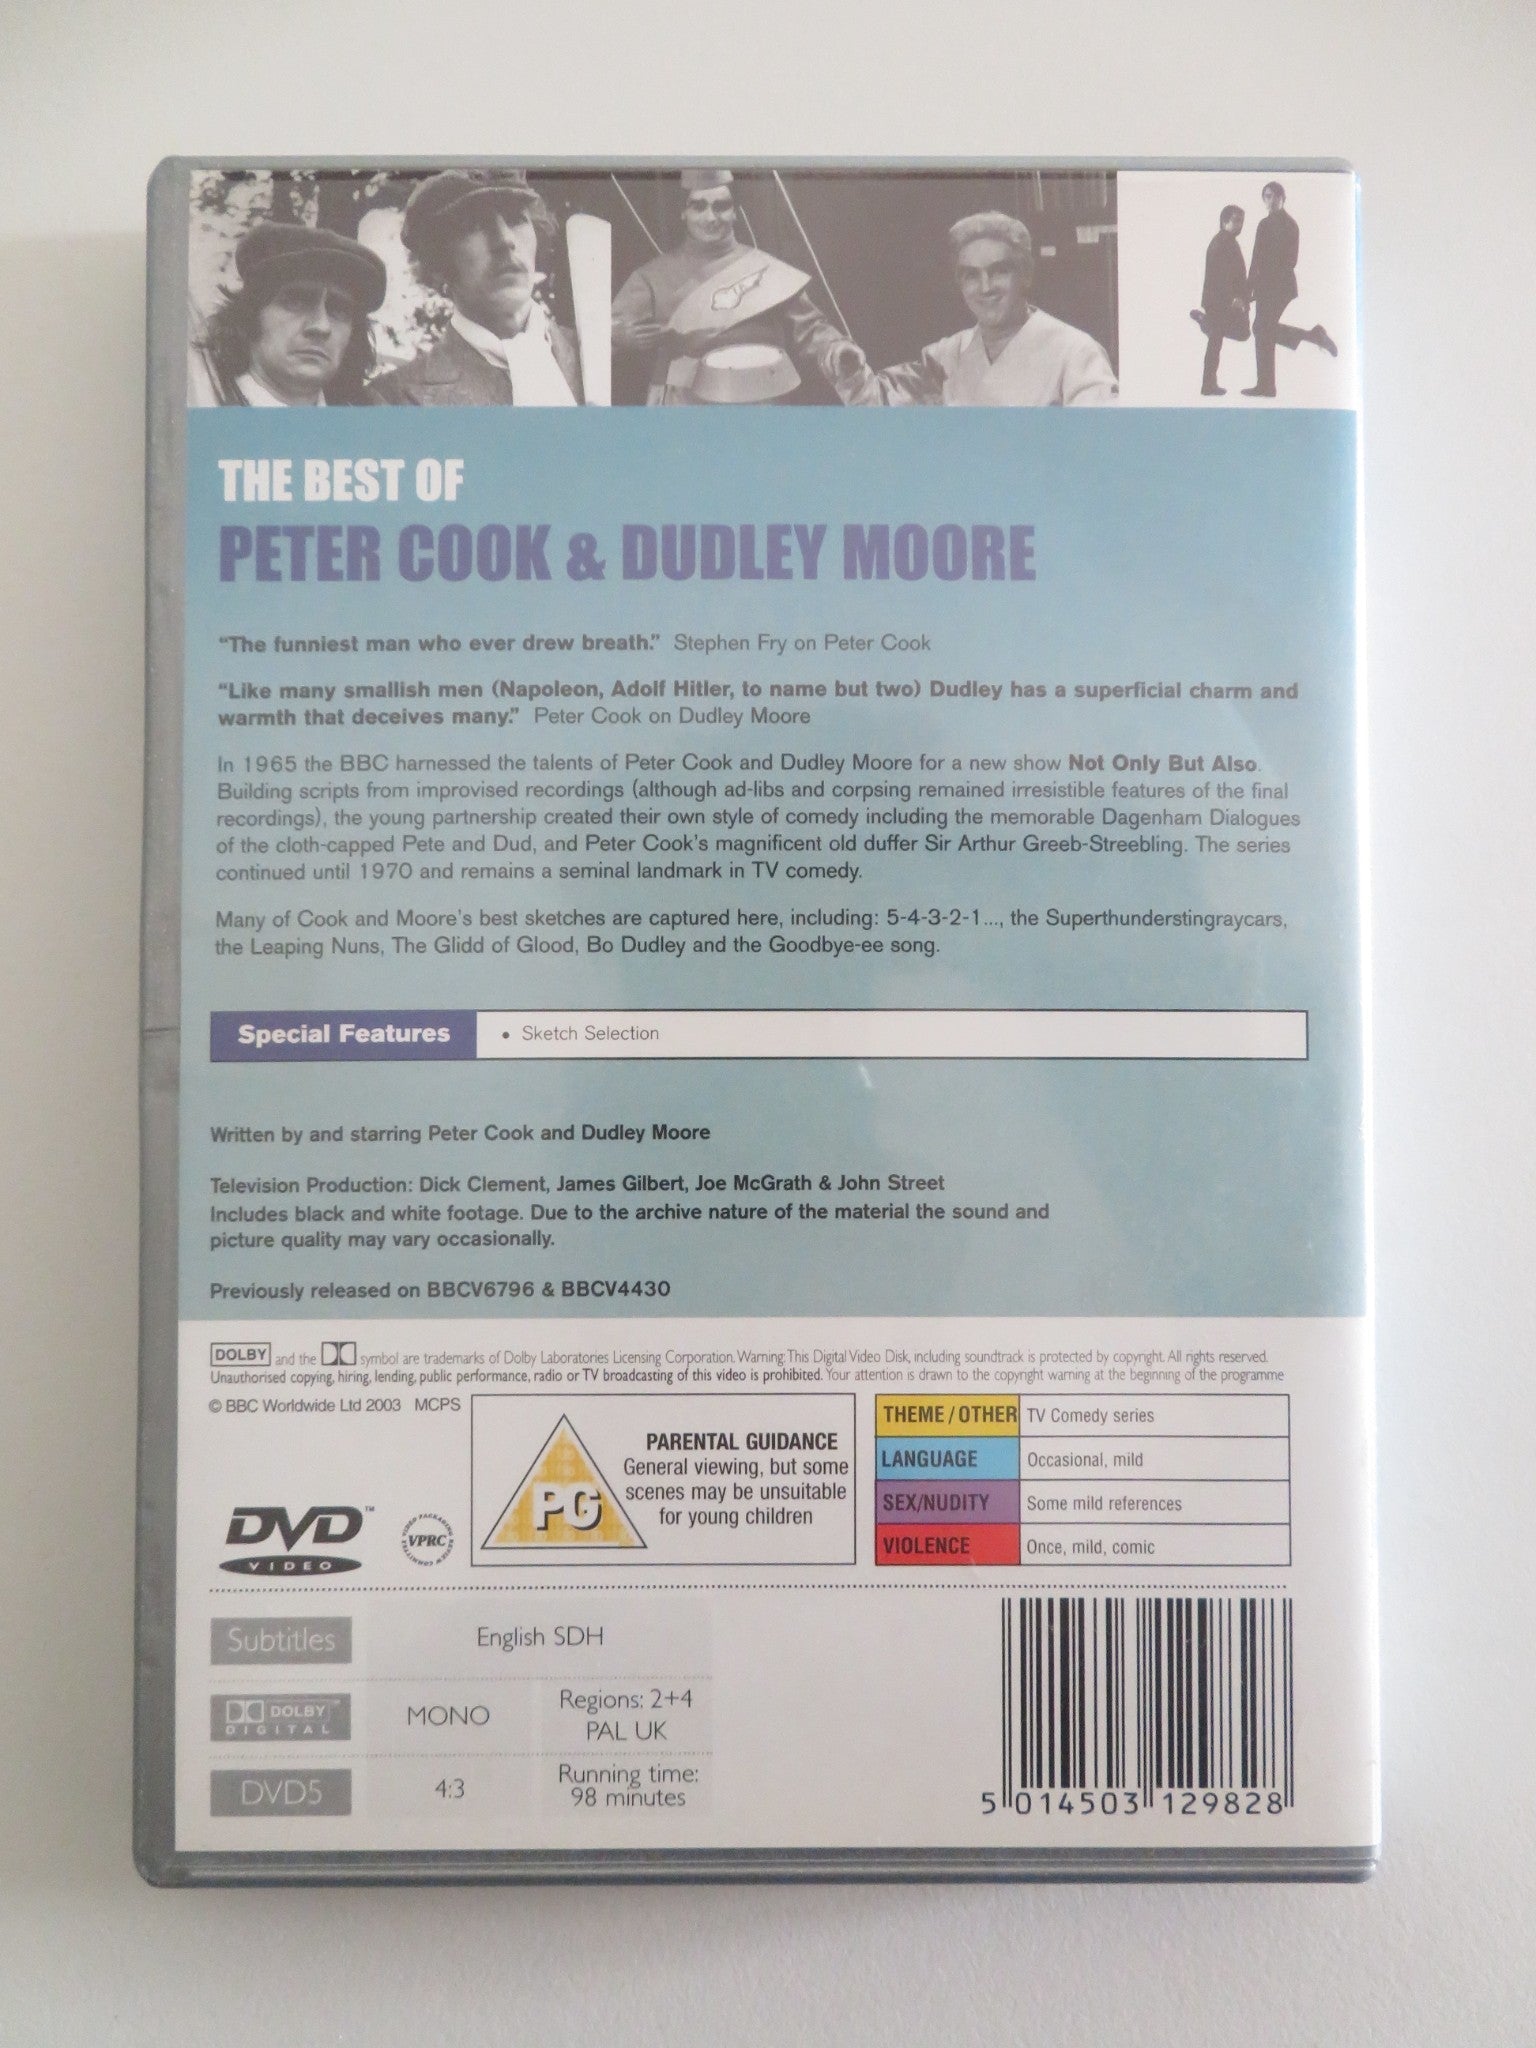 THE BEST OF
PETER COOK & DUDLEY MOORE
“The funniest man who ever drew breath.” Stephen Fry on Peter Cook
“Like many smallish men (Napoleon, Adolf Hitler, to name but two) Dudley has a superficial charm and
warmth that deceives many.” Peter Cook on Dudley Moore
In 1965 the BBC harnessed the talents of Peter Cook and Dudley Moore for a new show Not Only But Also.
Building scripts from improvised recordings (although ad-libs and corpsing remained irresistible features of the final
recordings), the young partnership created their own style of comedy including the memorable Dagenham Dialogues
of the cloth-capped Pete and Dud, and Peter Cook's magnificent old duffer Sir Arthur Greeb-Streebling. The series
continued until 1970 and remains a seminal landmark in TV comedy.
Many of Cook and Moore's best sketches are captured here, including: 5-4-3-2-1..., the Superthunderstingraycars,
the Leaping Nuns, The Glidd of Glood, Bo Dudley and the Goodbye-ee song.
Special Features • Sketch Selection
Written by and starring Peter Cook and Dudley Moore
Television Production: Dick Clement, James Gilbert, Joe McGrath & John Street
Includes black and white footage. Due to the archive nature of the material the sound and
picture quality may vary occasionally.
Previously released on BBCV6796 & BBCV4430
DOLBY and the symbol are trademarks of Dolby Laboratories Licensing Corporation. Warning: This Digital Video Disk, including soundtrack is protected by copyright. All rights reserved.
Unauthorised copying, hiring, lending, public performance, radio or TV broadcasting of this video is prohibited. Your attention is drawn to the copyright warning at the beginning of the programme
© BBC Worldwide Ltd 2003 MCPS
DVD™
VIDEO
VIDEO PACKAGING REVIEW COMMITTEE
VPRC
PG
PARENTAL GUIDANCE
General viewing, but some
scenes may be unsuitable
for young children
THEME/OTHER TV Comedy series
LANGUAGE Occasional, mild
SEX/NUDITY Some mild references
VIOLENCE Once, mild, comic
Subtitles English SDH
DOLBY
DIGITAL
MONO
Regions: 2+4
PAL UK
DVD5
4:3
Running time:
98 minutes
5 014503 129828